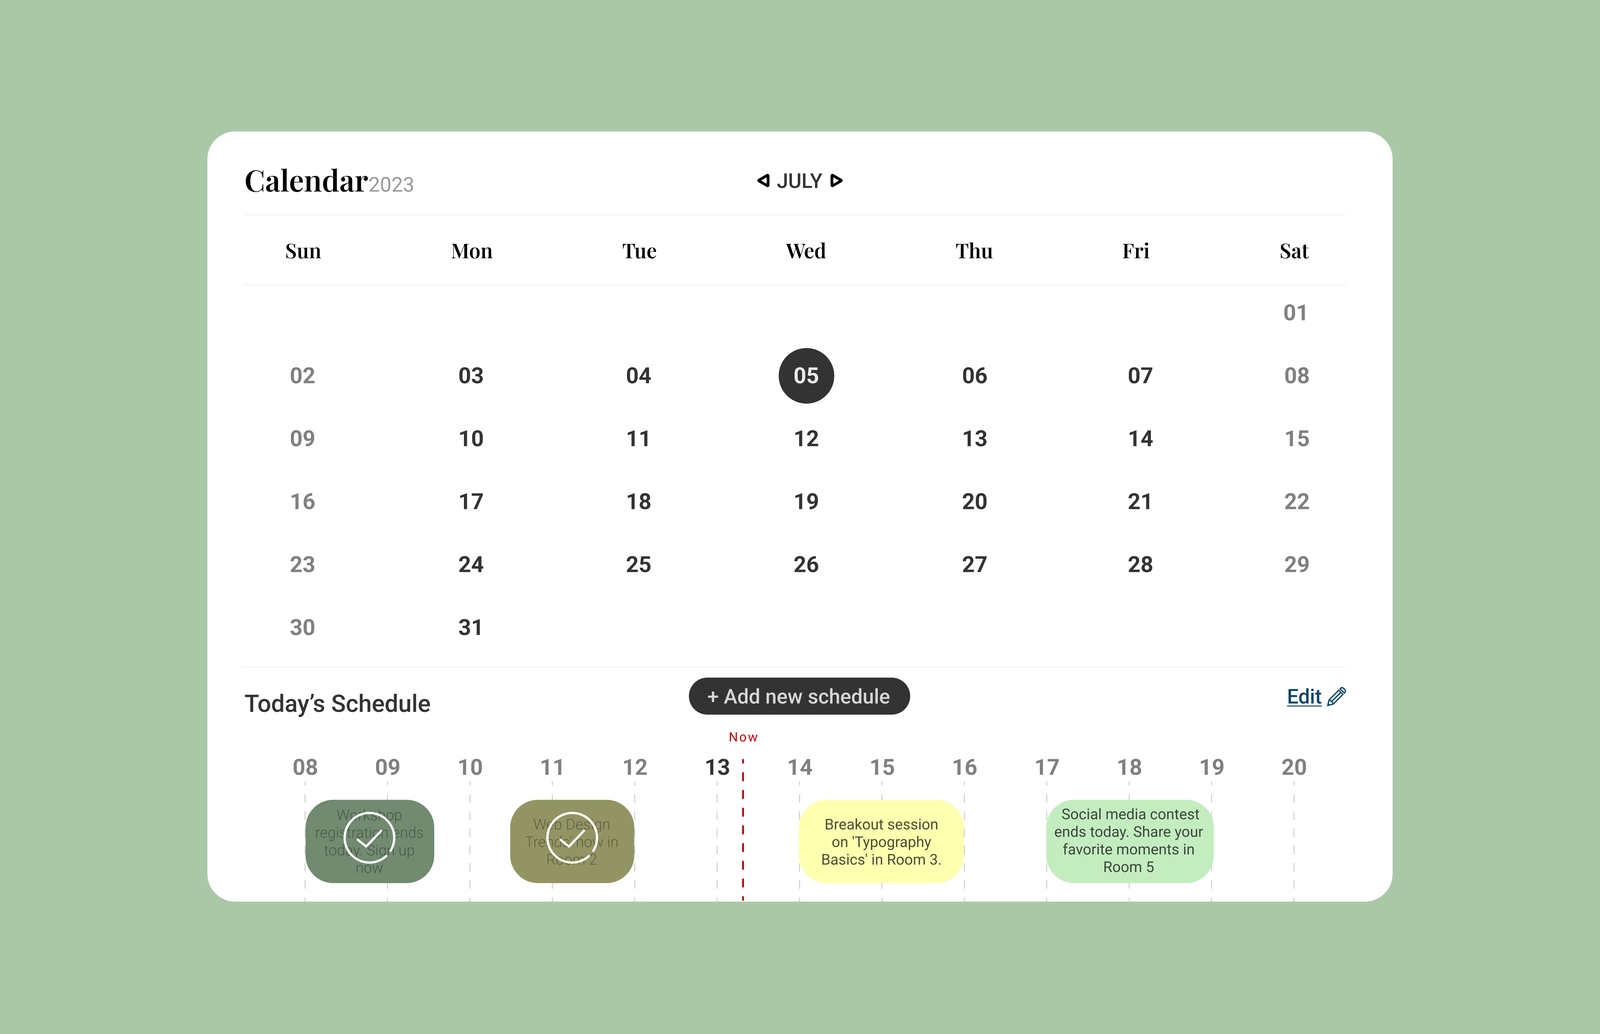 Calendar2023
JULY
Sun Mon Tue Wed Thu Fri Sat
01
02 03 04 05 06 07 08
09 10 11 12 13 14 15
16 17 18 19 20 21 22
23 24 25 26 27 28 29
30 31
Today’s Schedule
+ Add new schedule
Edit
Now
08 09 10 11 12 13 14 15 16 17 18 19 20
Workshop
registration ends
today. Sign up
now
Web Design
Trends' now in
Room 2
Breakout session
on 'Typography
Basics' in Room 3.
Social media contest
ends today. Share your
favorite moments in
Room 5